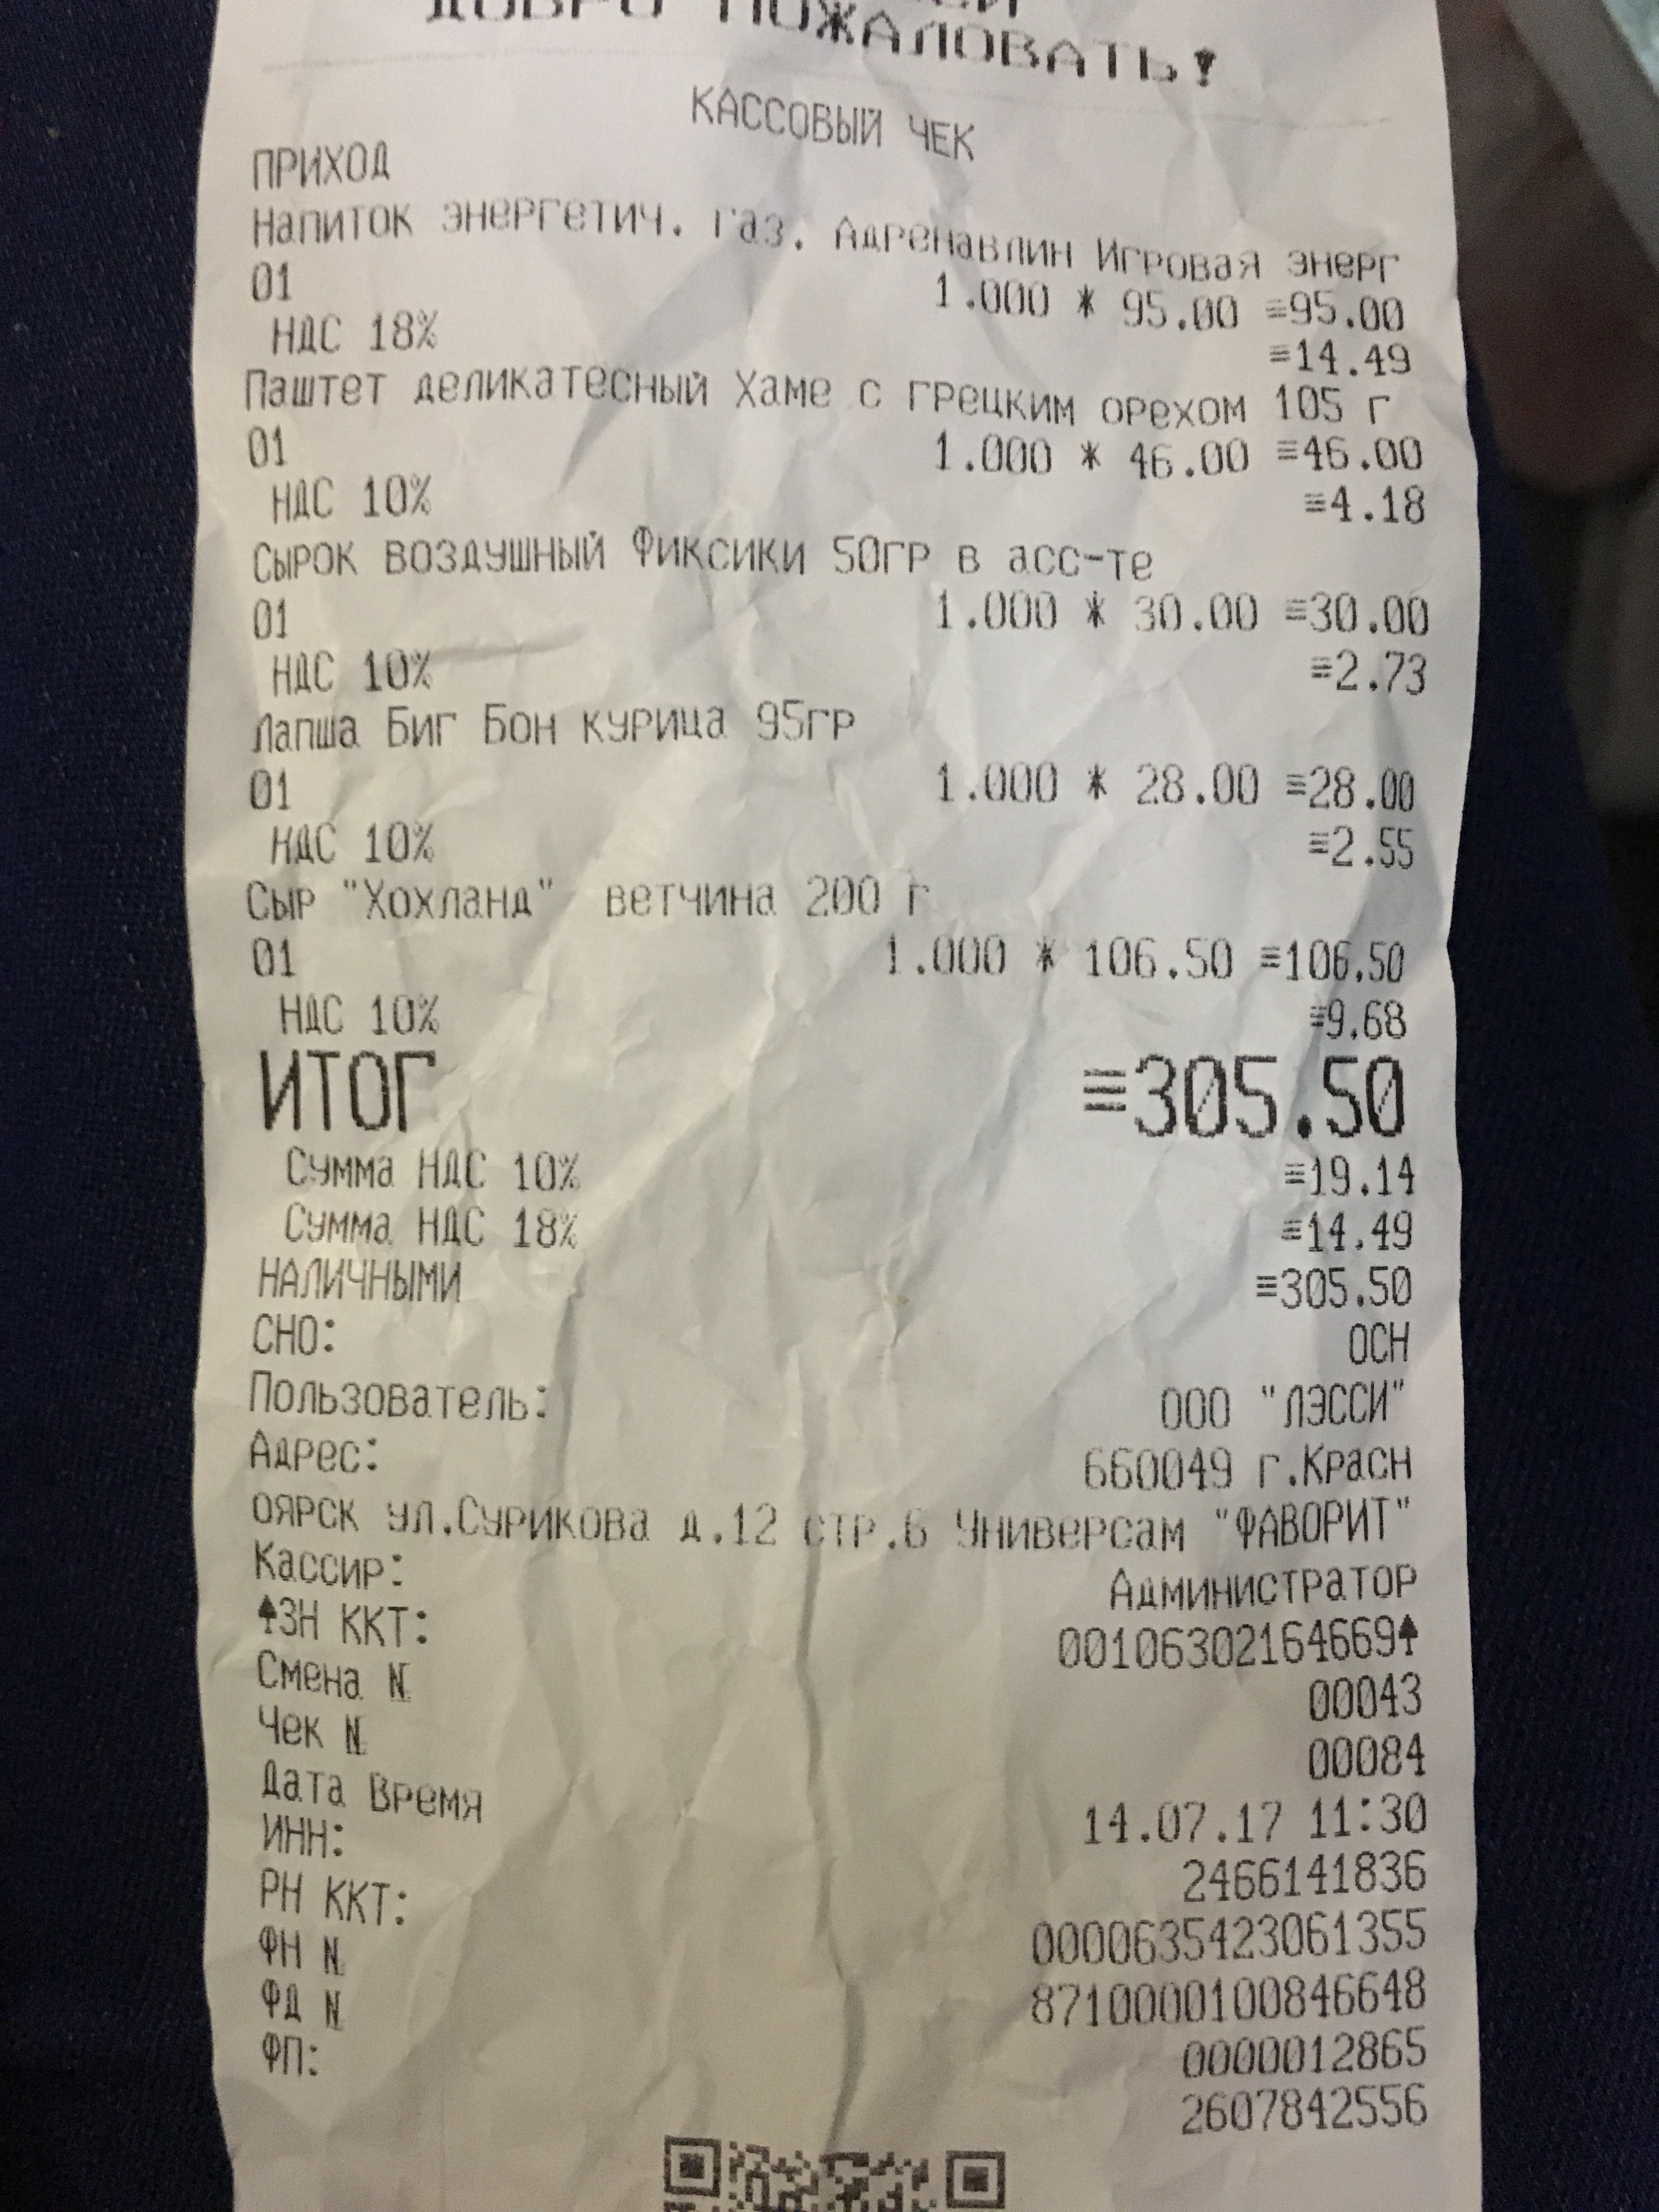 ДОБРО ПОЖАЛОВАТЬ!
КАССОВЫЙ ЧЕК
ПРИХОД
Напиток энергетич. газ. Адренавлин Игровая энерг
01 1.000 * 95.00 ≡95.00
НДС 18% ≡14.49
Паштет деликатесный Хаме с грецким орехом 105 г
01 1.000 * 46.00 ≡46.00
НДС 10% ≡4.18
Сырок воздушный Фиксики 50гр в асс-те
01 1.000 * 30.00 ≡30.00
НДС 10% ≡2.73
Лапша Биг Бон курица 95гр
01 1.000 * 28.00 ≡28.00
НДС 10% ≡2.55
Сыр "Хохланд" ветчина 200 г
01 1.000 * 106.50 ≡106.50
НДС 10% ≡9.68
ИТОГ ≡305.50
Сумма НДС 10% ≡19.14
Сумма НДС 18% ≡14.49
НАЛИЧНЫМИ ≡305.50
СНО: ОСН
Пользователь: ООО "ЛЭССИ"
Адрес: 660049 г.Красн
оярск ул.Сурикова д.12 стр.6 Универсам "ФАВОРИТ"
Кассир: Администратор
ЗН ККТ: 00106302164669
Смена N 00043
Чек N 00084
Дата Время 14.07.17 11:30
ИНН: 2466141836
РН ККТ: 0000635423061355
ФН N 8710000100846648
ФД N 0000012865
ФП: 2607842556